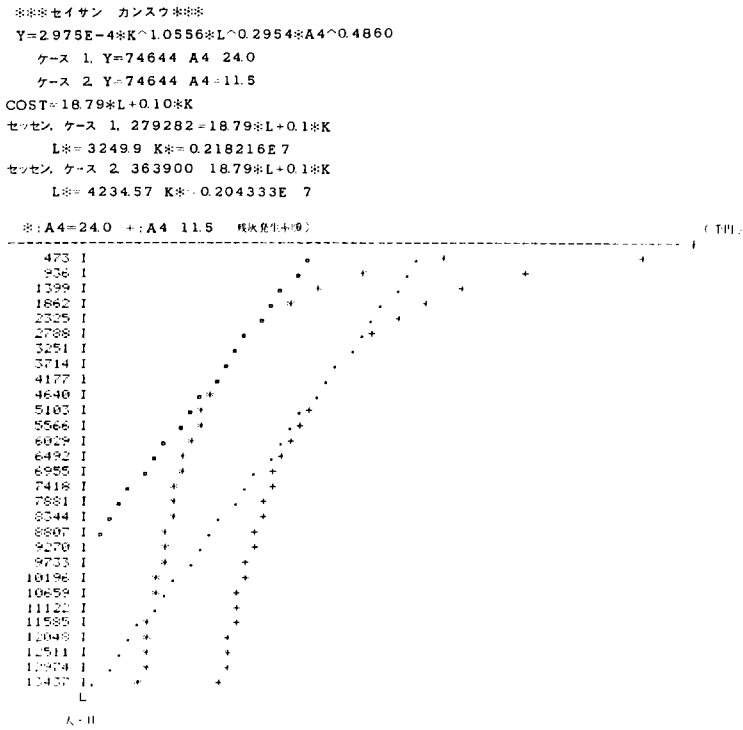 ***セイサン カンスウ***
Y=2.975E-4*K^1.0556*L^0.2954*A4^0.4860
ケース 1, Y=74644 A4 24.0
ケース 2, Y=74644 A4=11.5
COST=18.79*L+0.10*K
セッセン, ケース 1, 279282=18.79*L+0.1*K
L*= 3249.9 K*=0.218216E 7
セッセン, ケース 2, 363900 18.79*L+0.1*K
L*= 4234.57 K* 0.204333E 7
*:A4=24.0 +:A4 11.5
473 I
936 I
1399 I
1862 I
2325 I
2788 I
3251 I
3714 I
4177 I
4640 I
5103 I
5566 I
6029 I
6492 I
6955 I
7418 I
7881 I
8344 I
8807 I
9270 I
9733 I
10196 I
10659 I
11122 I
11585 I
12048 I
12511 I
12974 I
13437 I
L
人・日